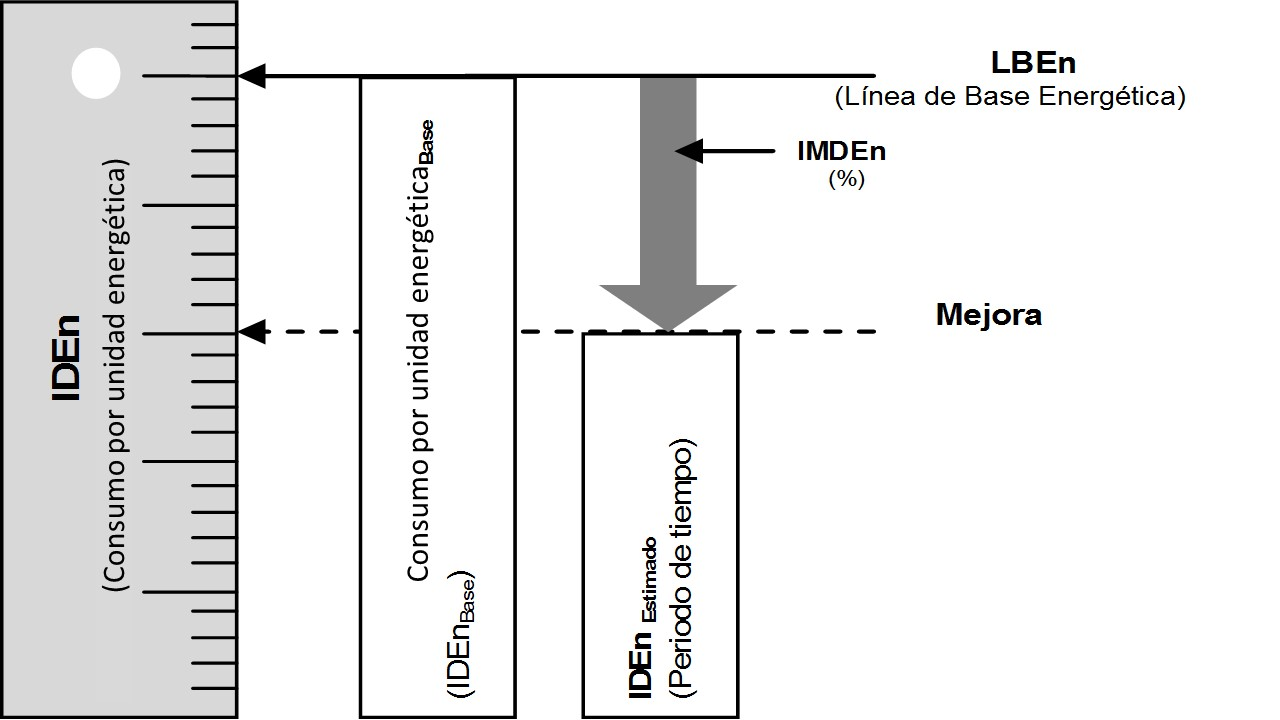 IDEn
(Consumo por unidad energética)
Consumo por unidad energéticaBase
(IDEnBase)
LBEn
(Línea de Base Energética)
IMDEn
(%)
Mejora
IDEn Estimado
(Periodo de tiempo)